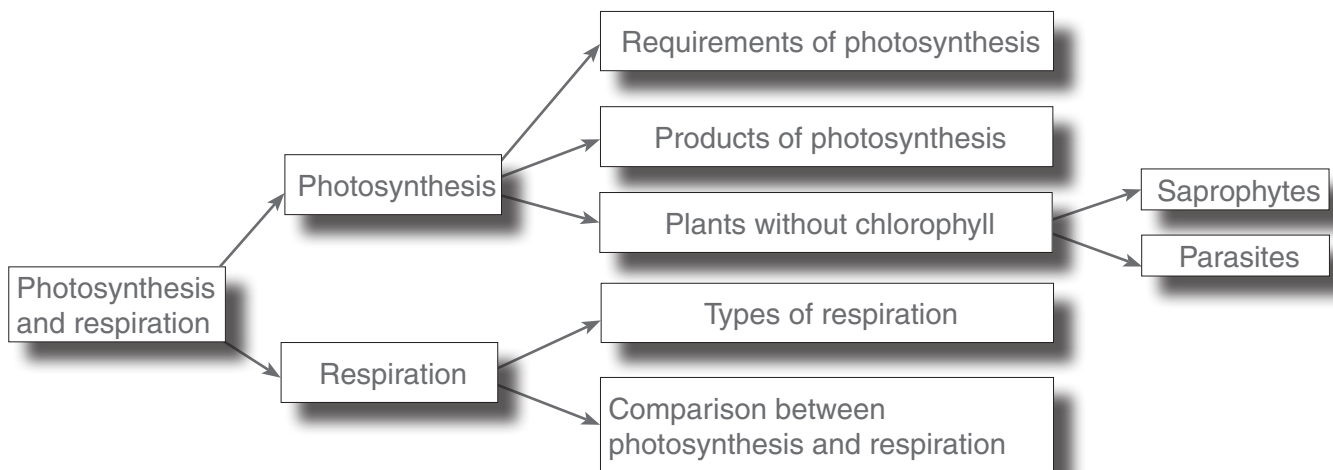 Requirements of photosynthesis
Products of photosynthesis
Photosynthesis
Plants without chlorophyll
Saprophytes
Parasites
Photosynthesis
and respiration
Types of respiration
Respiration
Comparison between
photosynthesis and respiration